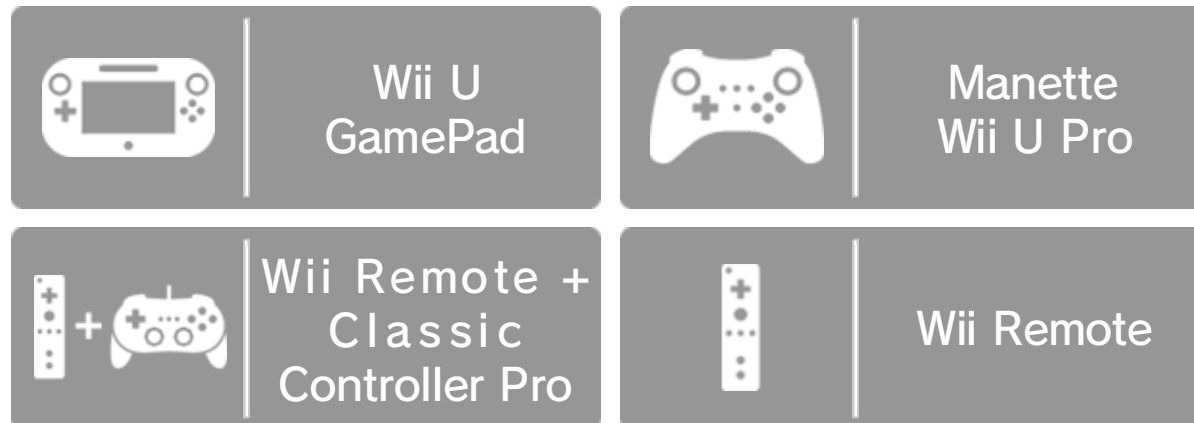 Wii U
GamePad
Manette
Wii U Pro
Wii Remote +
Classic
Controller Pro
Wii Remote